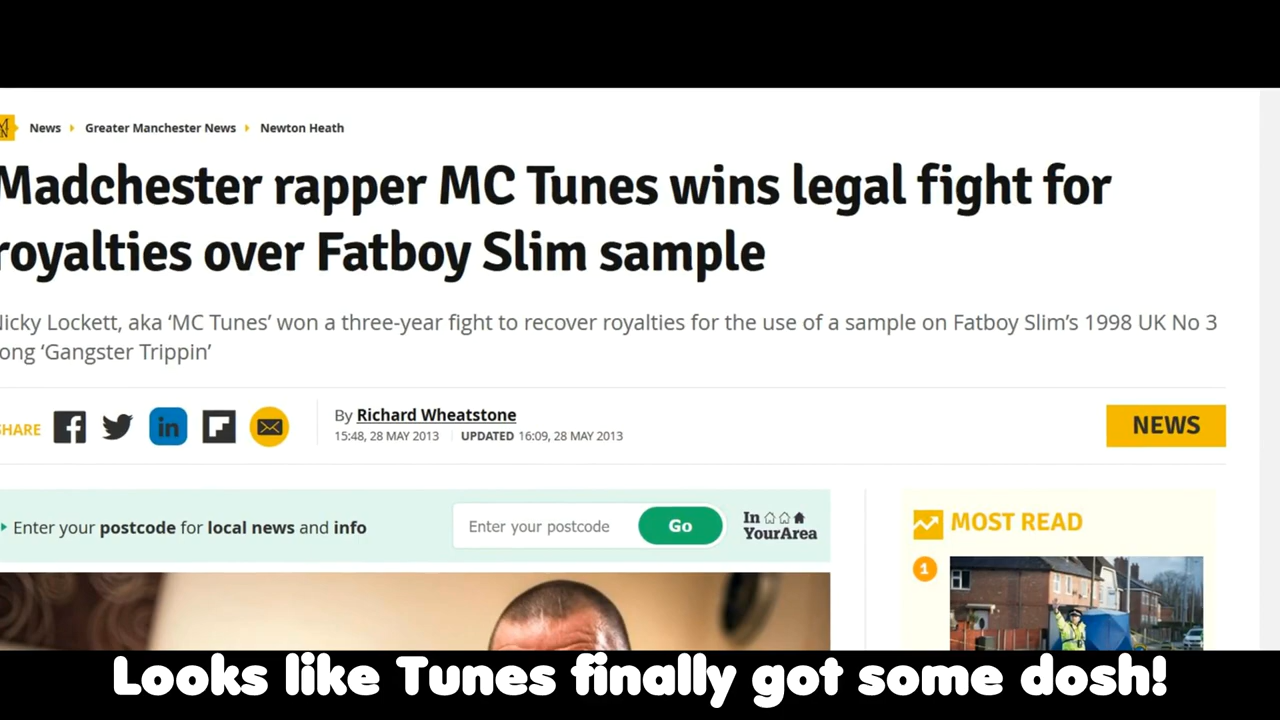 News Greater Manchester News Newton Heath
Madchester rapper MC Tunes wins legal fight for
royalties over Fatboy Slim sample
Nicky Lockett, aka ‘MC Tunes’ won a three-year fight to recover royalties for the use of a sample on Fatboy Slim’s 1998 UK No 3
ong ‘Gangster Trippin’
SHARE
By Richard Wheatstone
15:48, 28 MAY 2013 UPDATED 16:09, 28 MAY 2013
NEWS
Enter your postcode for local news and info
Enter your postcode
Go
In
YourArea
MOST READ
1
Looks like Tunes finally got some dosh!